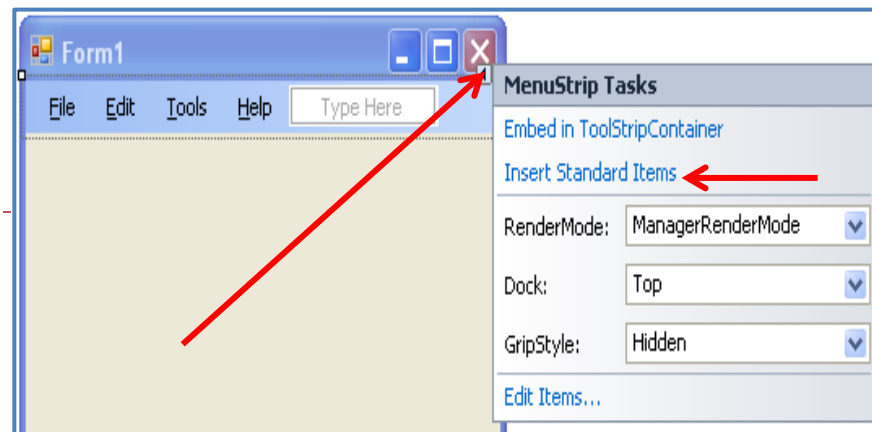 Form1
File Edit Tools Help Type Here
MenuStrip Tasks
Embed in ToolStripContainer
Insert Standard Items
RenderMode: ManagerRenderMode
Dock: Top
GripStyle: Hidden
Edit Items...